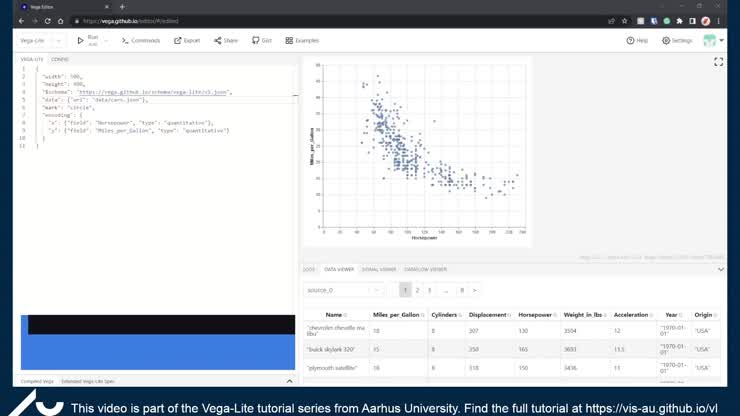 Vega Editor
https://vega.github.io/editor/#/edited
Vega-Lite
Run
Commands
Export
Share
Gist
Examples
Help
Settings
VEGA-LITE
CONFIG
1 {
2 "width": 500,
3 "height": 400,
4 "$schema": "https://vega.github.io/schema/vega-lite/v5.json",
5 "data": {"url": "data/cars.json"},
6 "mark": "circle",
7 "encoding": {
8 "x": {"field": "Horsepower", "type": "quantitative"},
9 "y": {"field": "Miles_per_Gallon", "type": "quantitative"}
10 }
11 }
50
45
40
35
30
25
20
15
10
5
0
Miles_per_Gallon
0 20 40 60 80 100 120 140 160 180 200 220 240
Horsepower
LOGS DATA VIEWER SIGNAL VIEWER DATAFLOW VIEWER
source_0
1 2 3 ... 8 >
Name Miles_per_Gallon Cylinders Displacement Horsepower Weight_in_lbs Acceleration Year Origin
"chevrolet chevelle malibu" 18 8 307 130 3504 12 "1970-01-01" "USA"
"buick skylark 320" 15 8 350 165 3693 11.5 "1970-01-01" "USA"
"plymouth satellite" 18 8 318 150 3436 11 "1970-01- "USA"
Compiled Vega Extended Vega-Lite Spec
This video is part of the Vega-Lite tutorial series from Aarhus University. Find the full tutorial at https://vis-au.github.io/vl